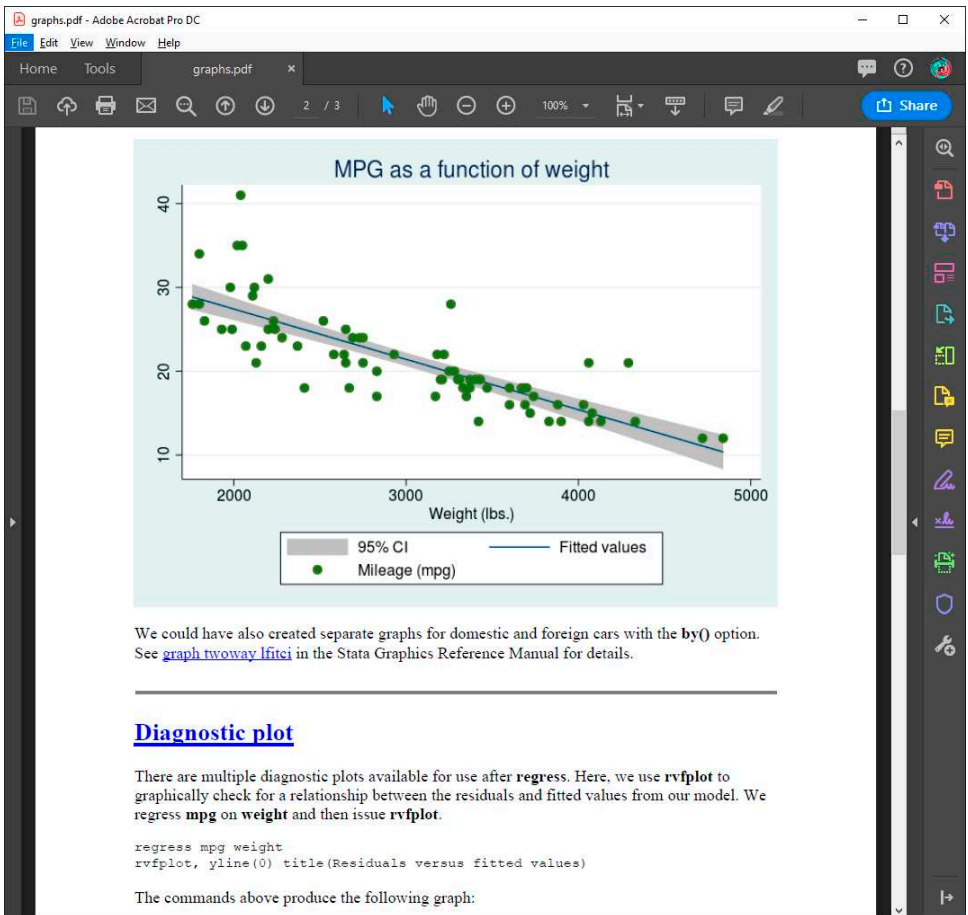 graphs.pdf - Adobe Acrobat Pro DC
File Edit View Window Help
Home Tools graphs.pdf ×
2 / 3 100% Share
MPG as a function of weight
40
30
20
10
2000 3000 4000 5000
Weight (lbs.)
95% CI Fitted values
Mileage (mpg)
We could have also created separate graphs for domestic and foreign cars with the by() option.
See graph twoway lfitci in the Stata Graphics Reference Manual for details.
Diagnostic plot
There are multiple diagnostic plots available for use after regress. Here, we use rvfplot to
graphically check for a relationship between the residuals and fitted values from our model. We
regress mpg on weight and then issue rvfplot.
regress mpg weight
rvfplot, yline(0) title(Residuals versus fitted values)
The commands above produce the following graph: